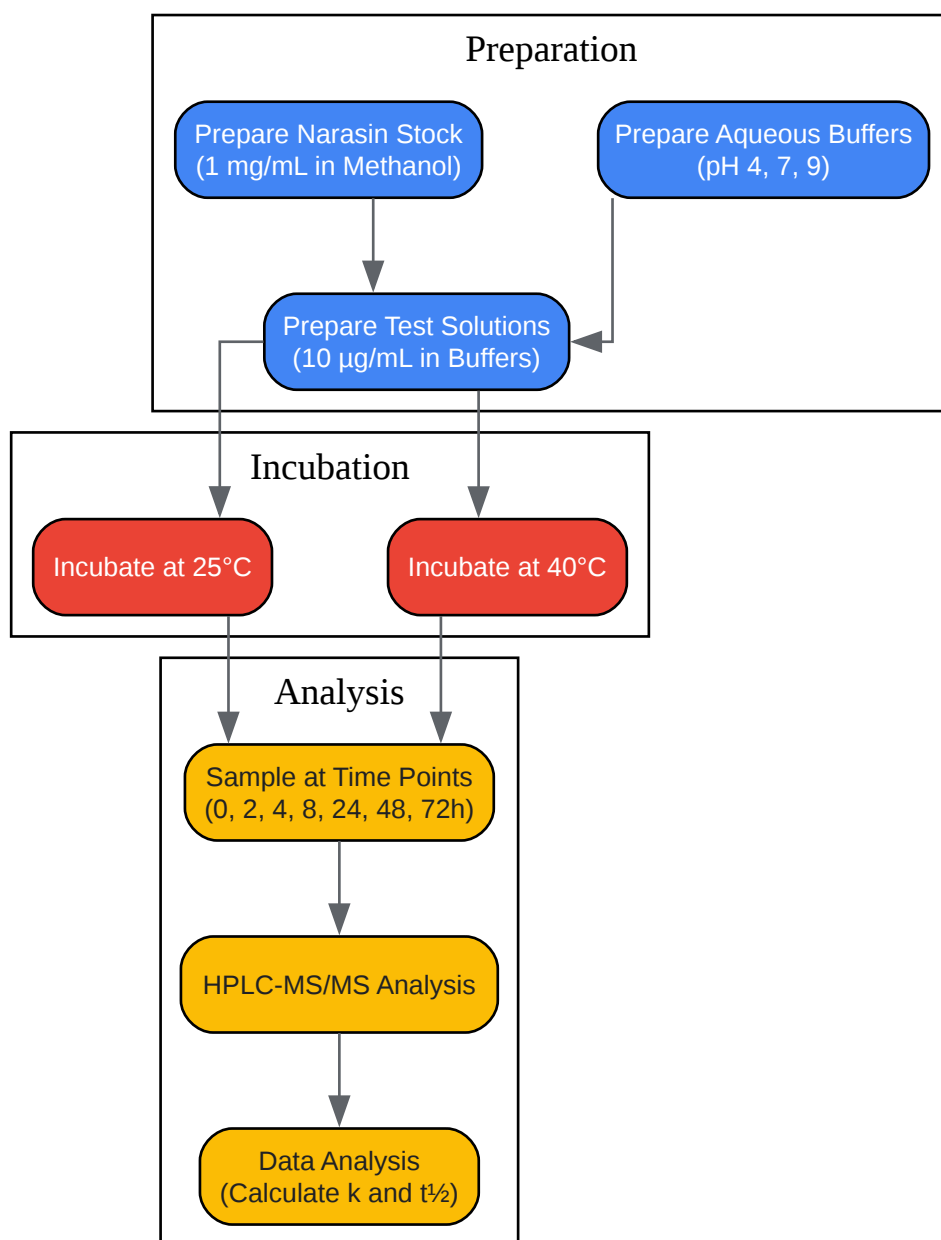 Preparation
Prepare Narasin Stock
(1 mg/mL in Methanol)
Prepare Aqueous Buffers
(pH 4, 7, 9)
Prepare Test Solutions
(10 µg/mL in Buffers)
Incubation
Incubate at 25°C
Incubate at 40°C
Analysis
Sample at Time Points
(0, 2, 4, 8, 24, 48, 72h)
HPLC-MS/MS Analysis
Data Analysis
(Calculate k and t½)